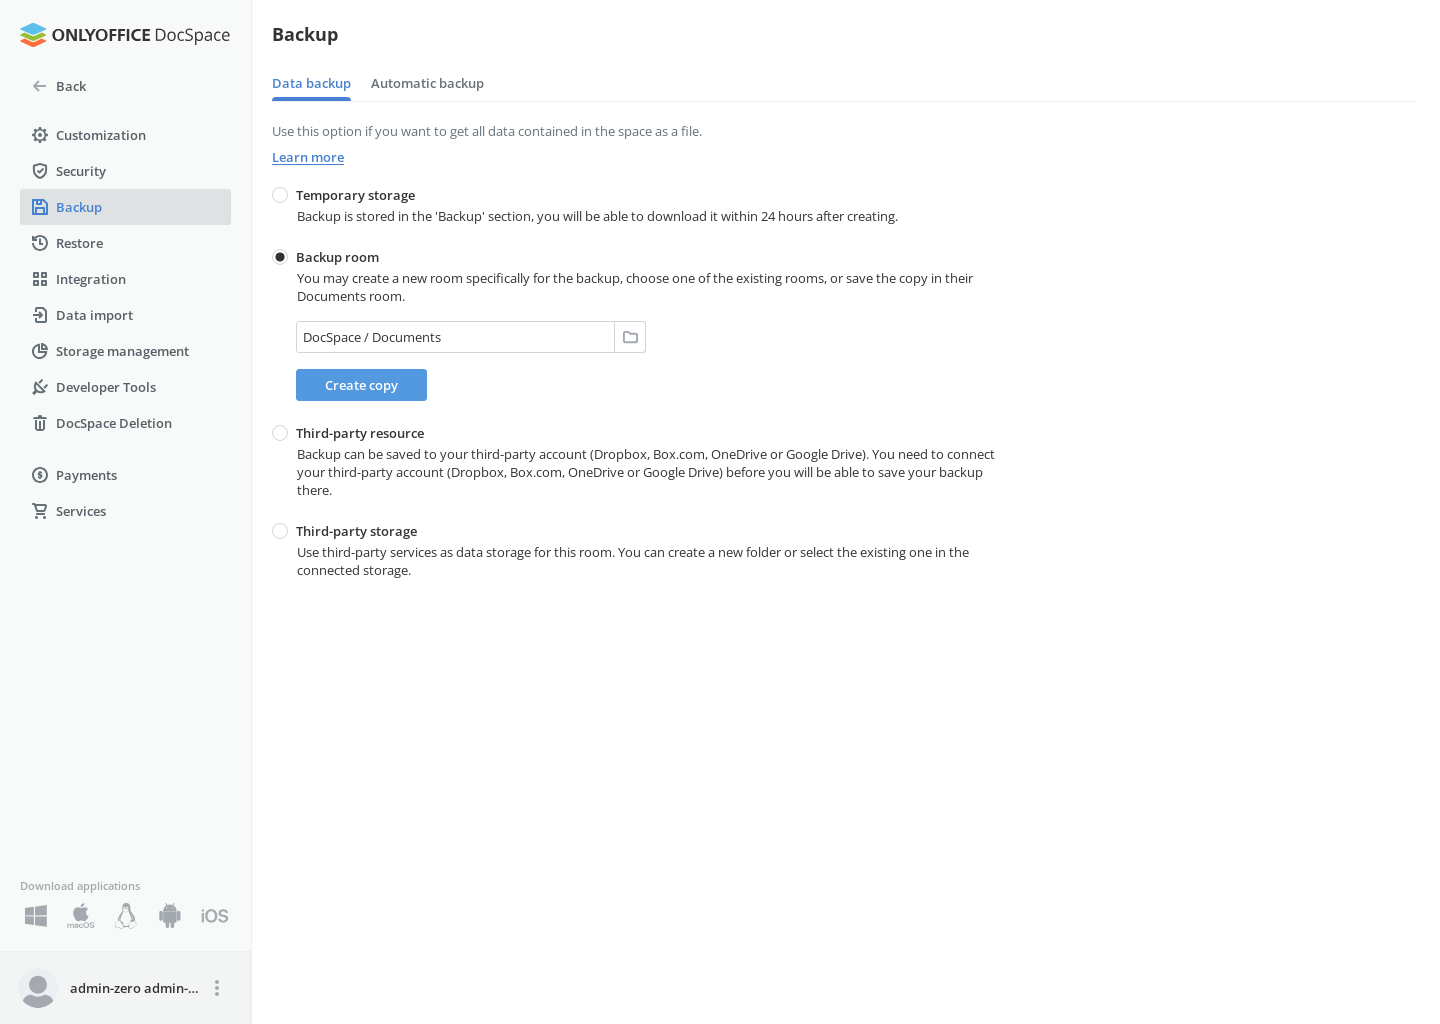 ONLYOFFICE DocSpace
Back
Customization
Security
Backup
Restore
Integration
Data import
Storage management
Developer Tools
DocSpace Deletion
Payments
Services
Download applications
macOS
iOS
admin-zero admin-...
Backup
Data backup
Automatic backup
Use this option if you want to get all data contained in the space as a file.
Learn more
Temporary storage
Backup is stored in the 'Backup' section, you will be able to download it within 24 hours after creating.
Backup room
You may create a new room specifically for the backup, choose one of the existing rooms, or save the copy in their
Documents room.
DocSpace / Documents
Create copy
Third-party resource
Backup can be saved to your third-party account (Dropbox, Box.com, OneDrive or Google Drive). You need to connect
your third-party account (Dropbox, Box.com, OneDrive or Google Drive) before you will be able to save your backup
there.
Third-party storage
Use third-party services as data storage for this room. You can create a new folder or select the existing one in the
connected storage.